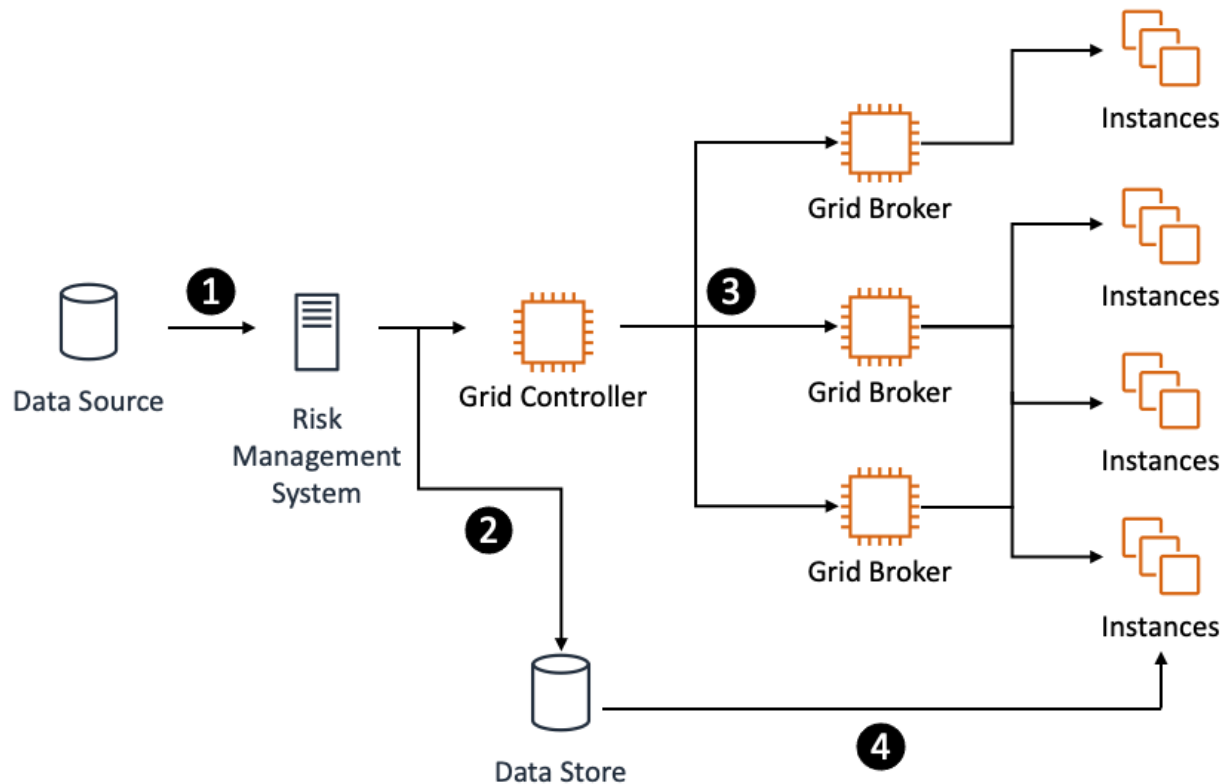 Instances
Grid Broker
Instances
1
3
Data Source
Risk
Management
System
Grid Controller
Grid Broker
Instances
2
Grid Broker
Instances
4
Data Store